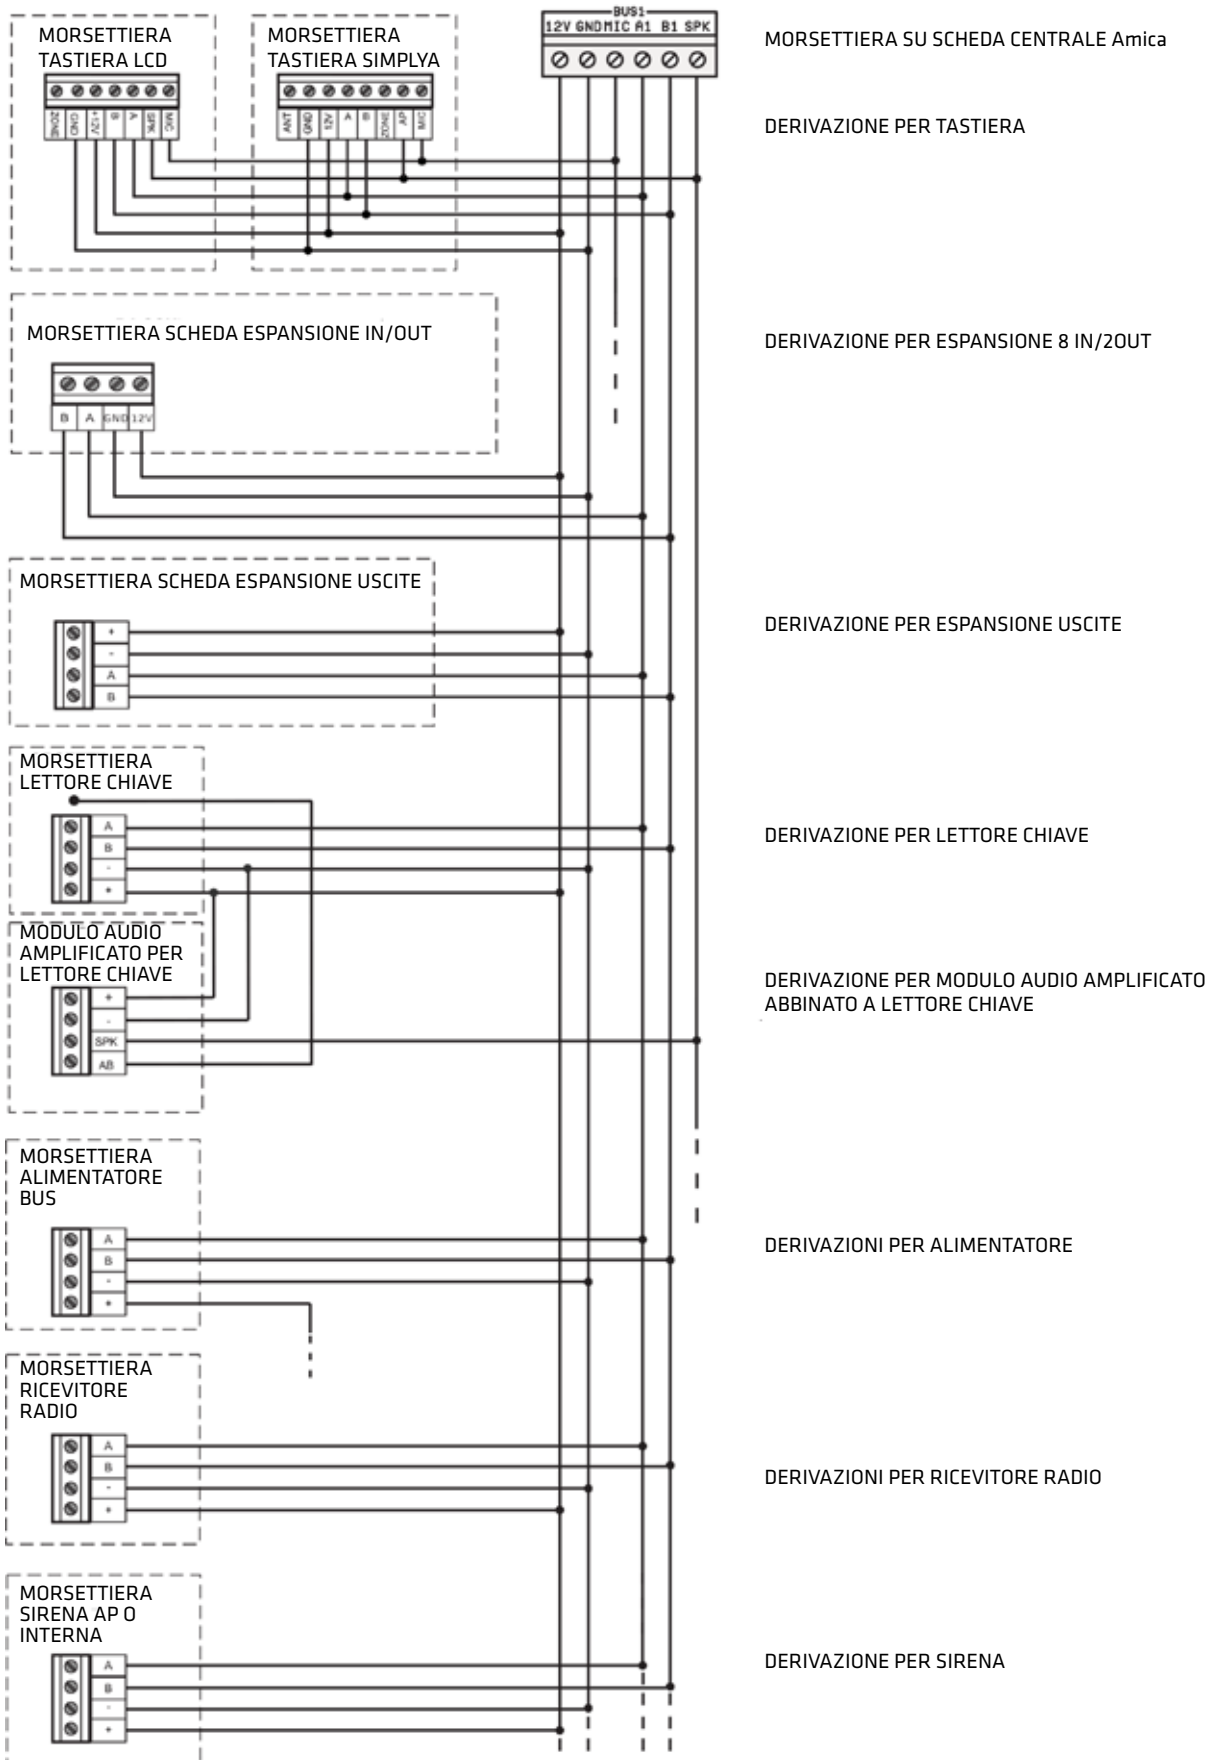 MORSETTIERA
TASTIERA LCD
ZONE GND +12V B A SPK MIC
MORSETTIERA
TASTIERA SIMPLYA
ANT GND 12V A B ZONE AP MIC
BUS1
12V GND MIC A1 B1 SPK
MORSETTIERA SU SCHEDA CENTRALE Amica
DERIVAZIONE PER TASTIERA
MORSETTIERA SCHEDA ESPANSIONE IN/OUT
B A GND 12V
DERIVAZIONE PER ESPANSIONE 8 IN/2OUT
MORSETTIERA SCHEDA ESPANSIONE USCITE
+
-
A
B
DERIVAZIONE PER ESPANSIONE USCITE
MORSETTIERA
LETTORE CHIAVE
A
B
-
+
DERIVAZIONE PER LETTORE CHIAVE
MODULO AUDIO
AMPLIFICATO PER
LETTORE CHIAVE
+
-
SPK
AB
DERIVAZIONE PER MODULO AUDIO AMPLIFICATO
ABBINATO A LETTORE CHIAVE
MORSETTIERA
ALIMENTATORE
BUS
A
B
-
+
DERIVAZIONI PER ALIMENTATORE
MORSETTIERA
RICEVITORE
RADIO
A
B
-
+
DERIVAZIONI PER RICEVITORE RADIO
MORSETTIERA
SIRENA AP O
INTERNA
A
B
-
+
DERIVAZIONE PER SIRENA